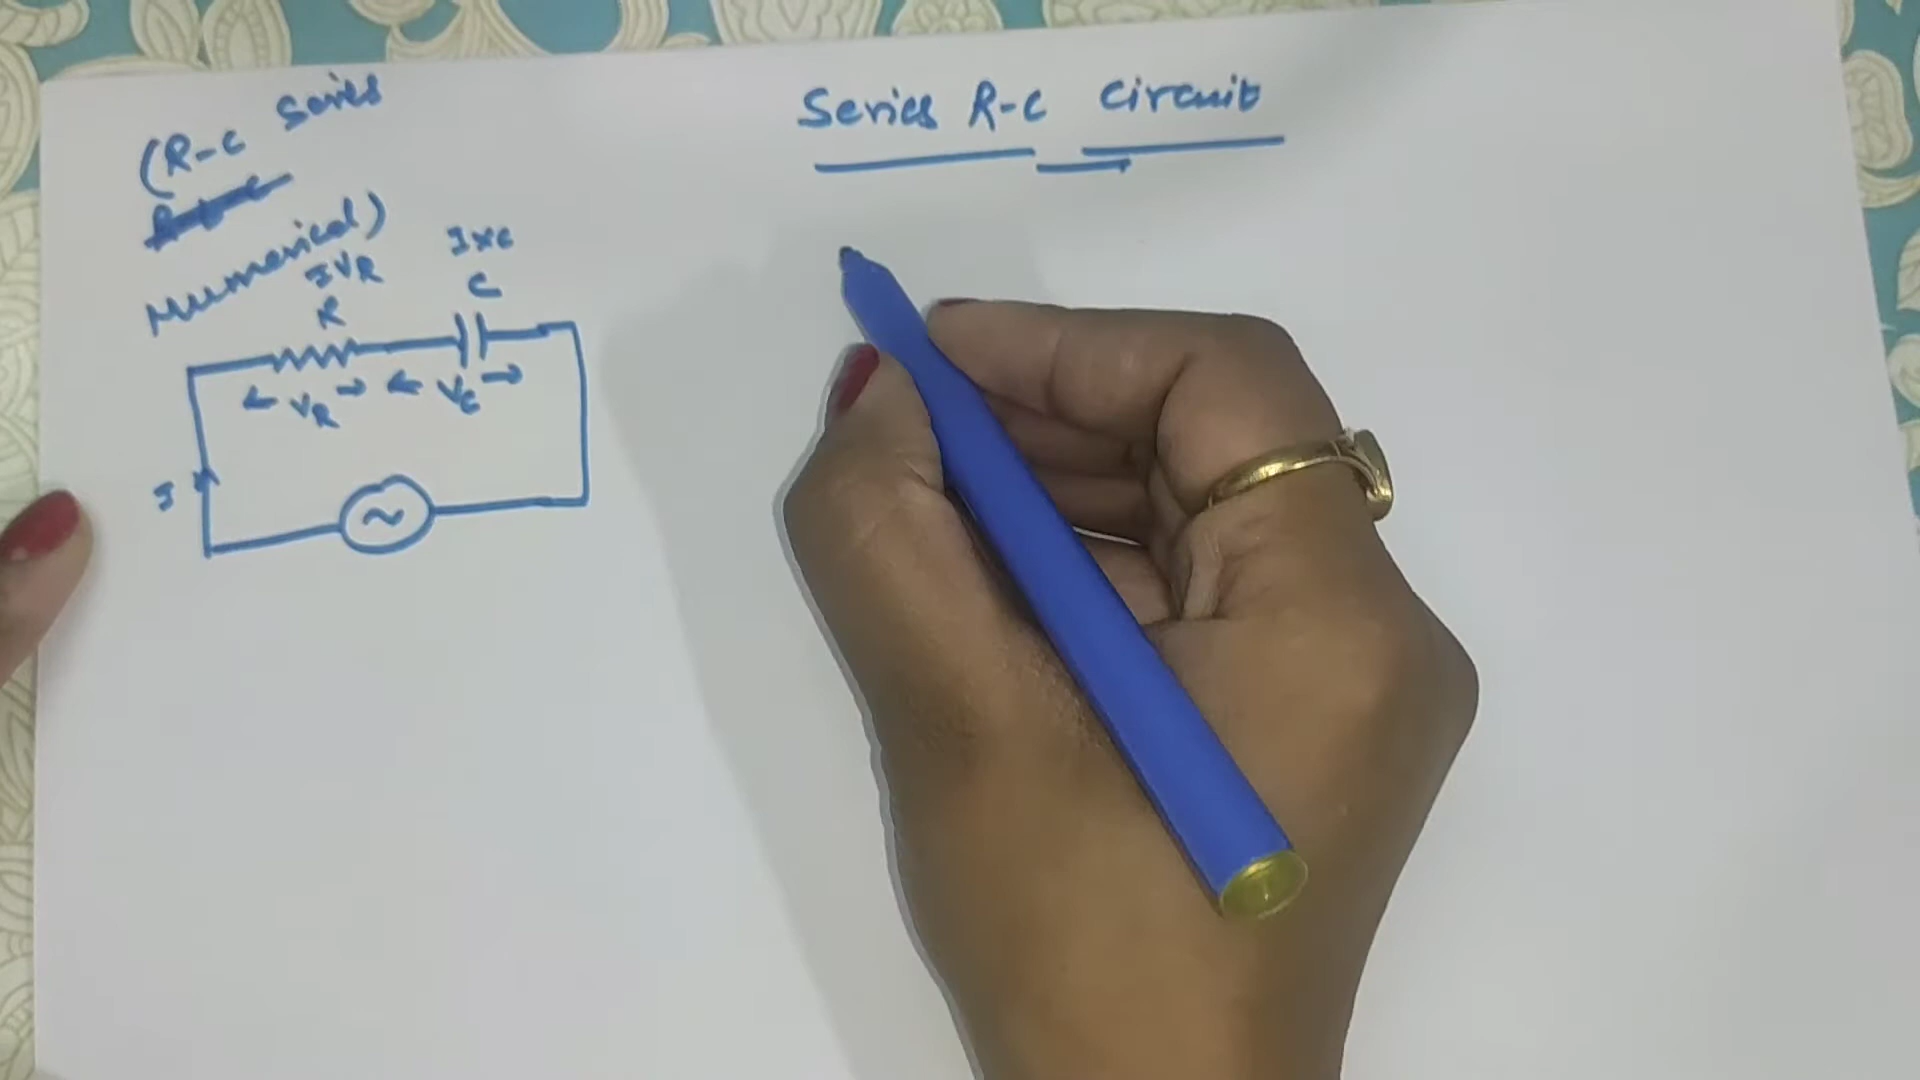 Series R-C Circuit
(R-C Series
Numerical)
IVR IXC
R C
VR VC
I
~